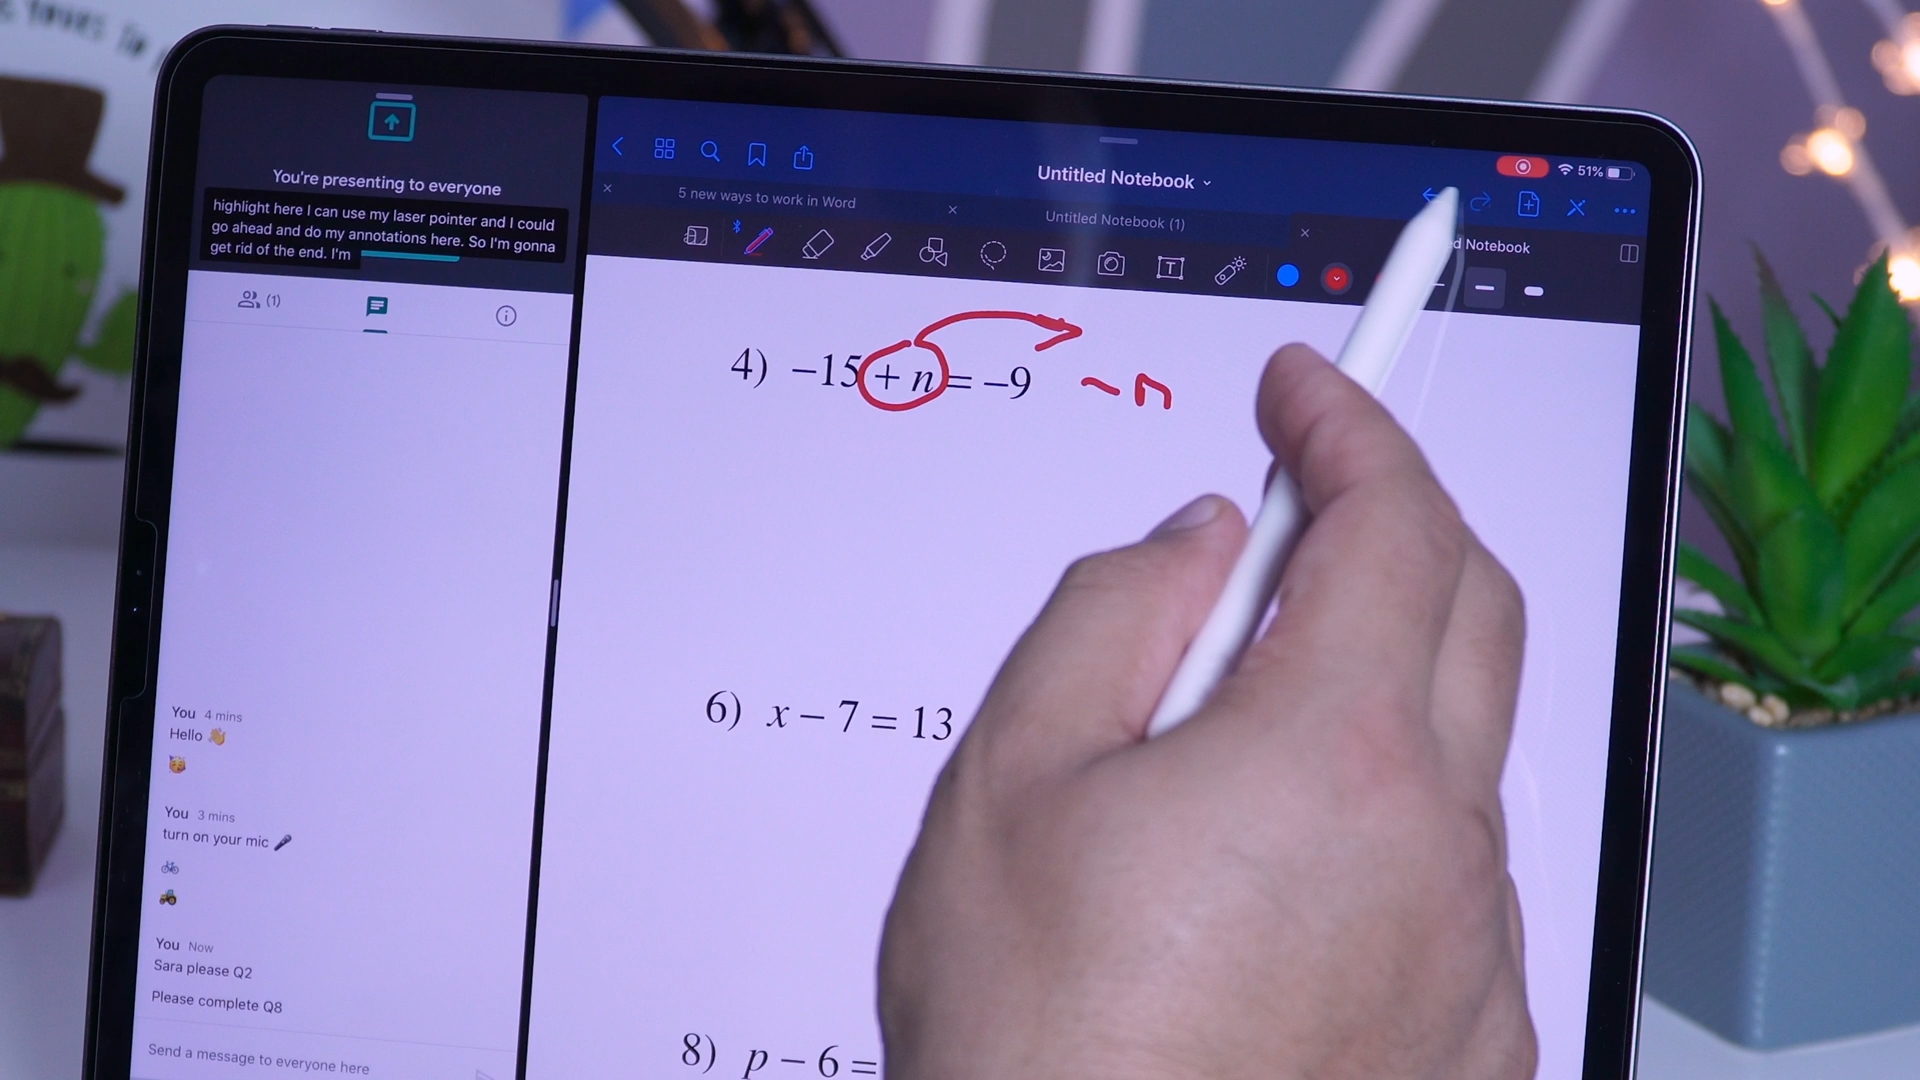 You're presenting to everyone
highlight here I can use my laser pointer and I could
go ahead and do my annotations here. So I'm gonna
get rid of the end. I'm
(1)
You 4 mins
Hello 👋
🥳
You 3 mins
turn on your mic 🎤
🚲
🚜
You Now
Sara please Q2
Please complete Q8
Send a message to everyone here
Untitled Notebook
51%
5 new ways to work in Word
Untitled Notebook (1)
Notebook
T
4) −15 + n = −9 − n
6) x − 7 = 13
8) p − 6 =